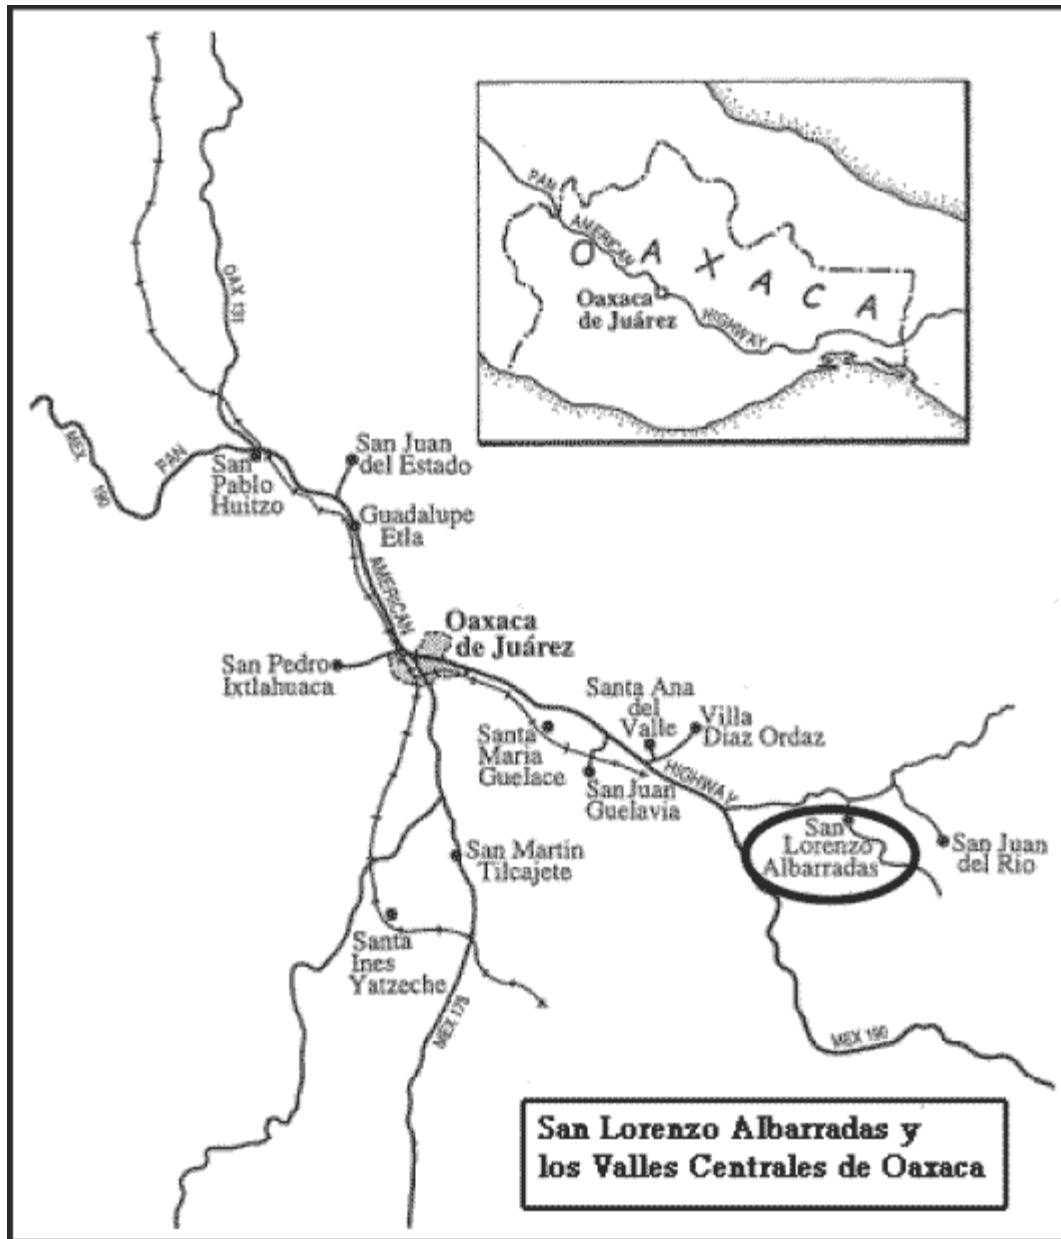 PAN
AMERICAN
O A X A C A
Oaxaca
de Juárez
HIGHWAY
OAX 131
MEX
190
PAN
San
Pablo
Huitzo
San Juan
del Estado
Guadalupe
Etla
AMERICAN
Oaxaca
de Juárez
San Pedro
Ixtlahuaca
Santa Ana
del
Valle
Villa
Diaz Ordaz
Santa
Maria
Guelace
San Juan
Guelavia
HIGHWAY
San
Lorenzo
Albarradas
San Juan
del Rio
San Martin
Tilcajete
Santa
Ines
Yatzeche
MEX 175
MEX 190
San Lorenzo Albarradas y
los Valles Centrales de Oaxaca